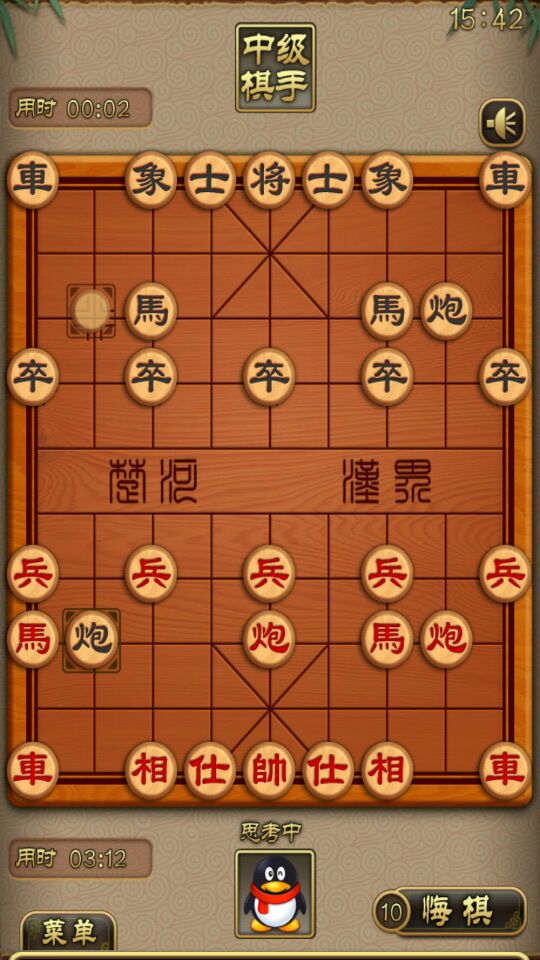 15:42
中级
棋手
用时 00:02
車 象 士 将 士 象 車
馬 馬 炮
卒 卒 卒 卒 卒
楚河 漢界
兵 兵 兵 兵 兵
馬 炮 炮 馬 炮
車 相 仕 帥 仕 相 車
思考中
用时 03:12
10 悔棋
菜单